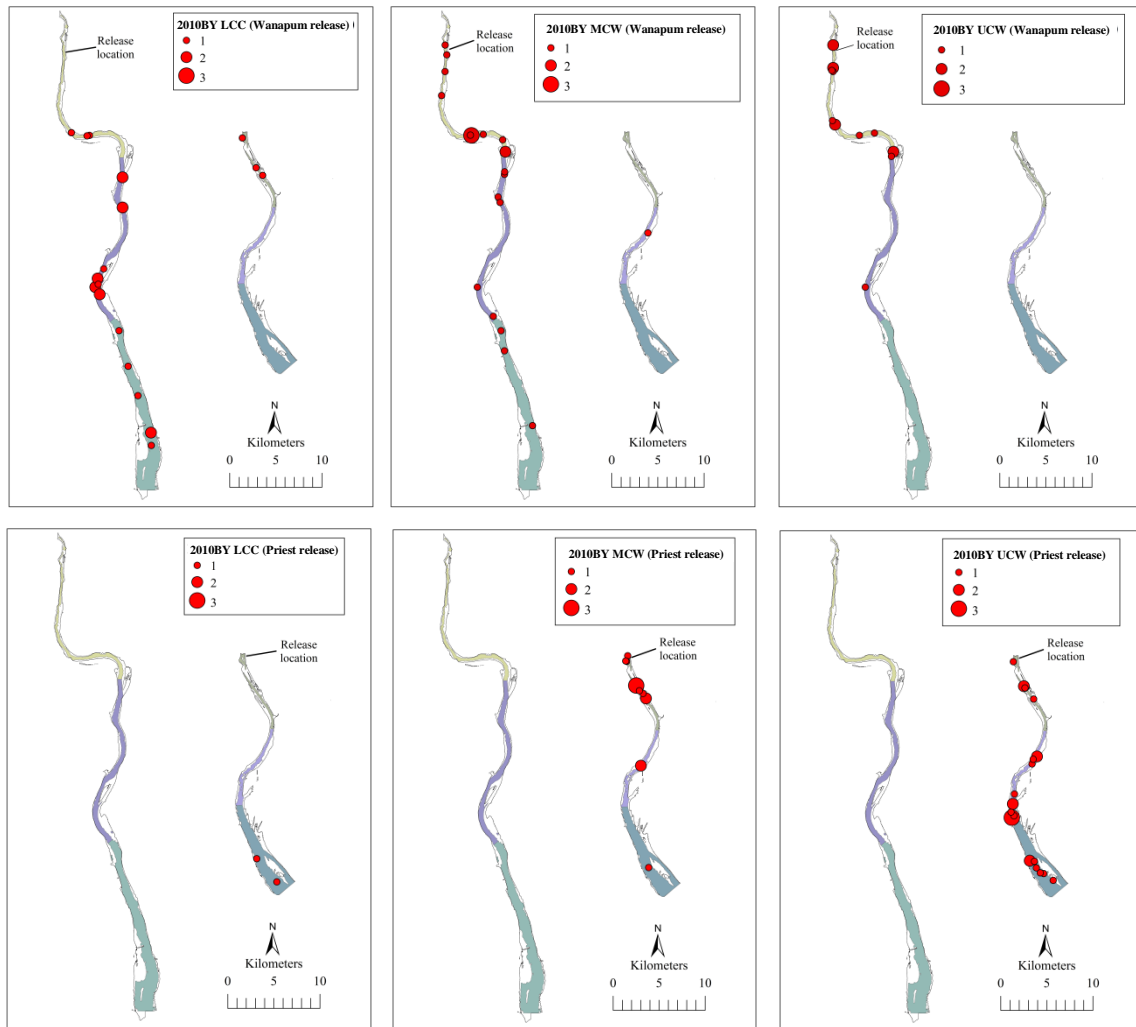 2010BY LCC (Wanapum release) (
1
2
3
Release
location
N
Kilometers
0 5 10
2010BY MCW (Wanapum release)
1
2
3
Release
location
N
Kilometers
0 5 10
2010BY UCW (Wanapum release)
1
2
3
Release
location
N
Kilometers
0 5 10
2010BY LCC (Priest release)
1
2
3
Release
location
N
Kilometers
0 5 10
2010BY MCW (Priest release)
1
2
3
Release
location
N
Kilometers
0 5 10
2010BY UCW (Priest release)
1
2
3
Release
location
N
Kilometers
0 5 10